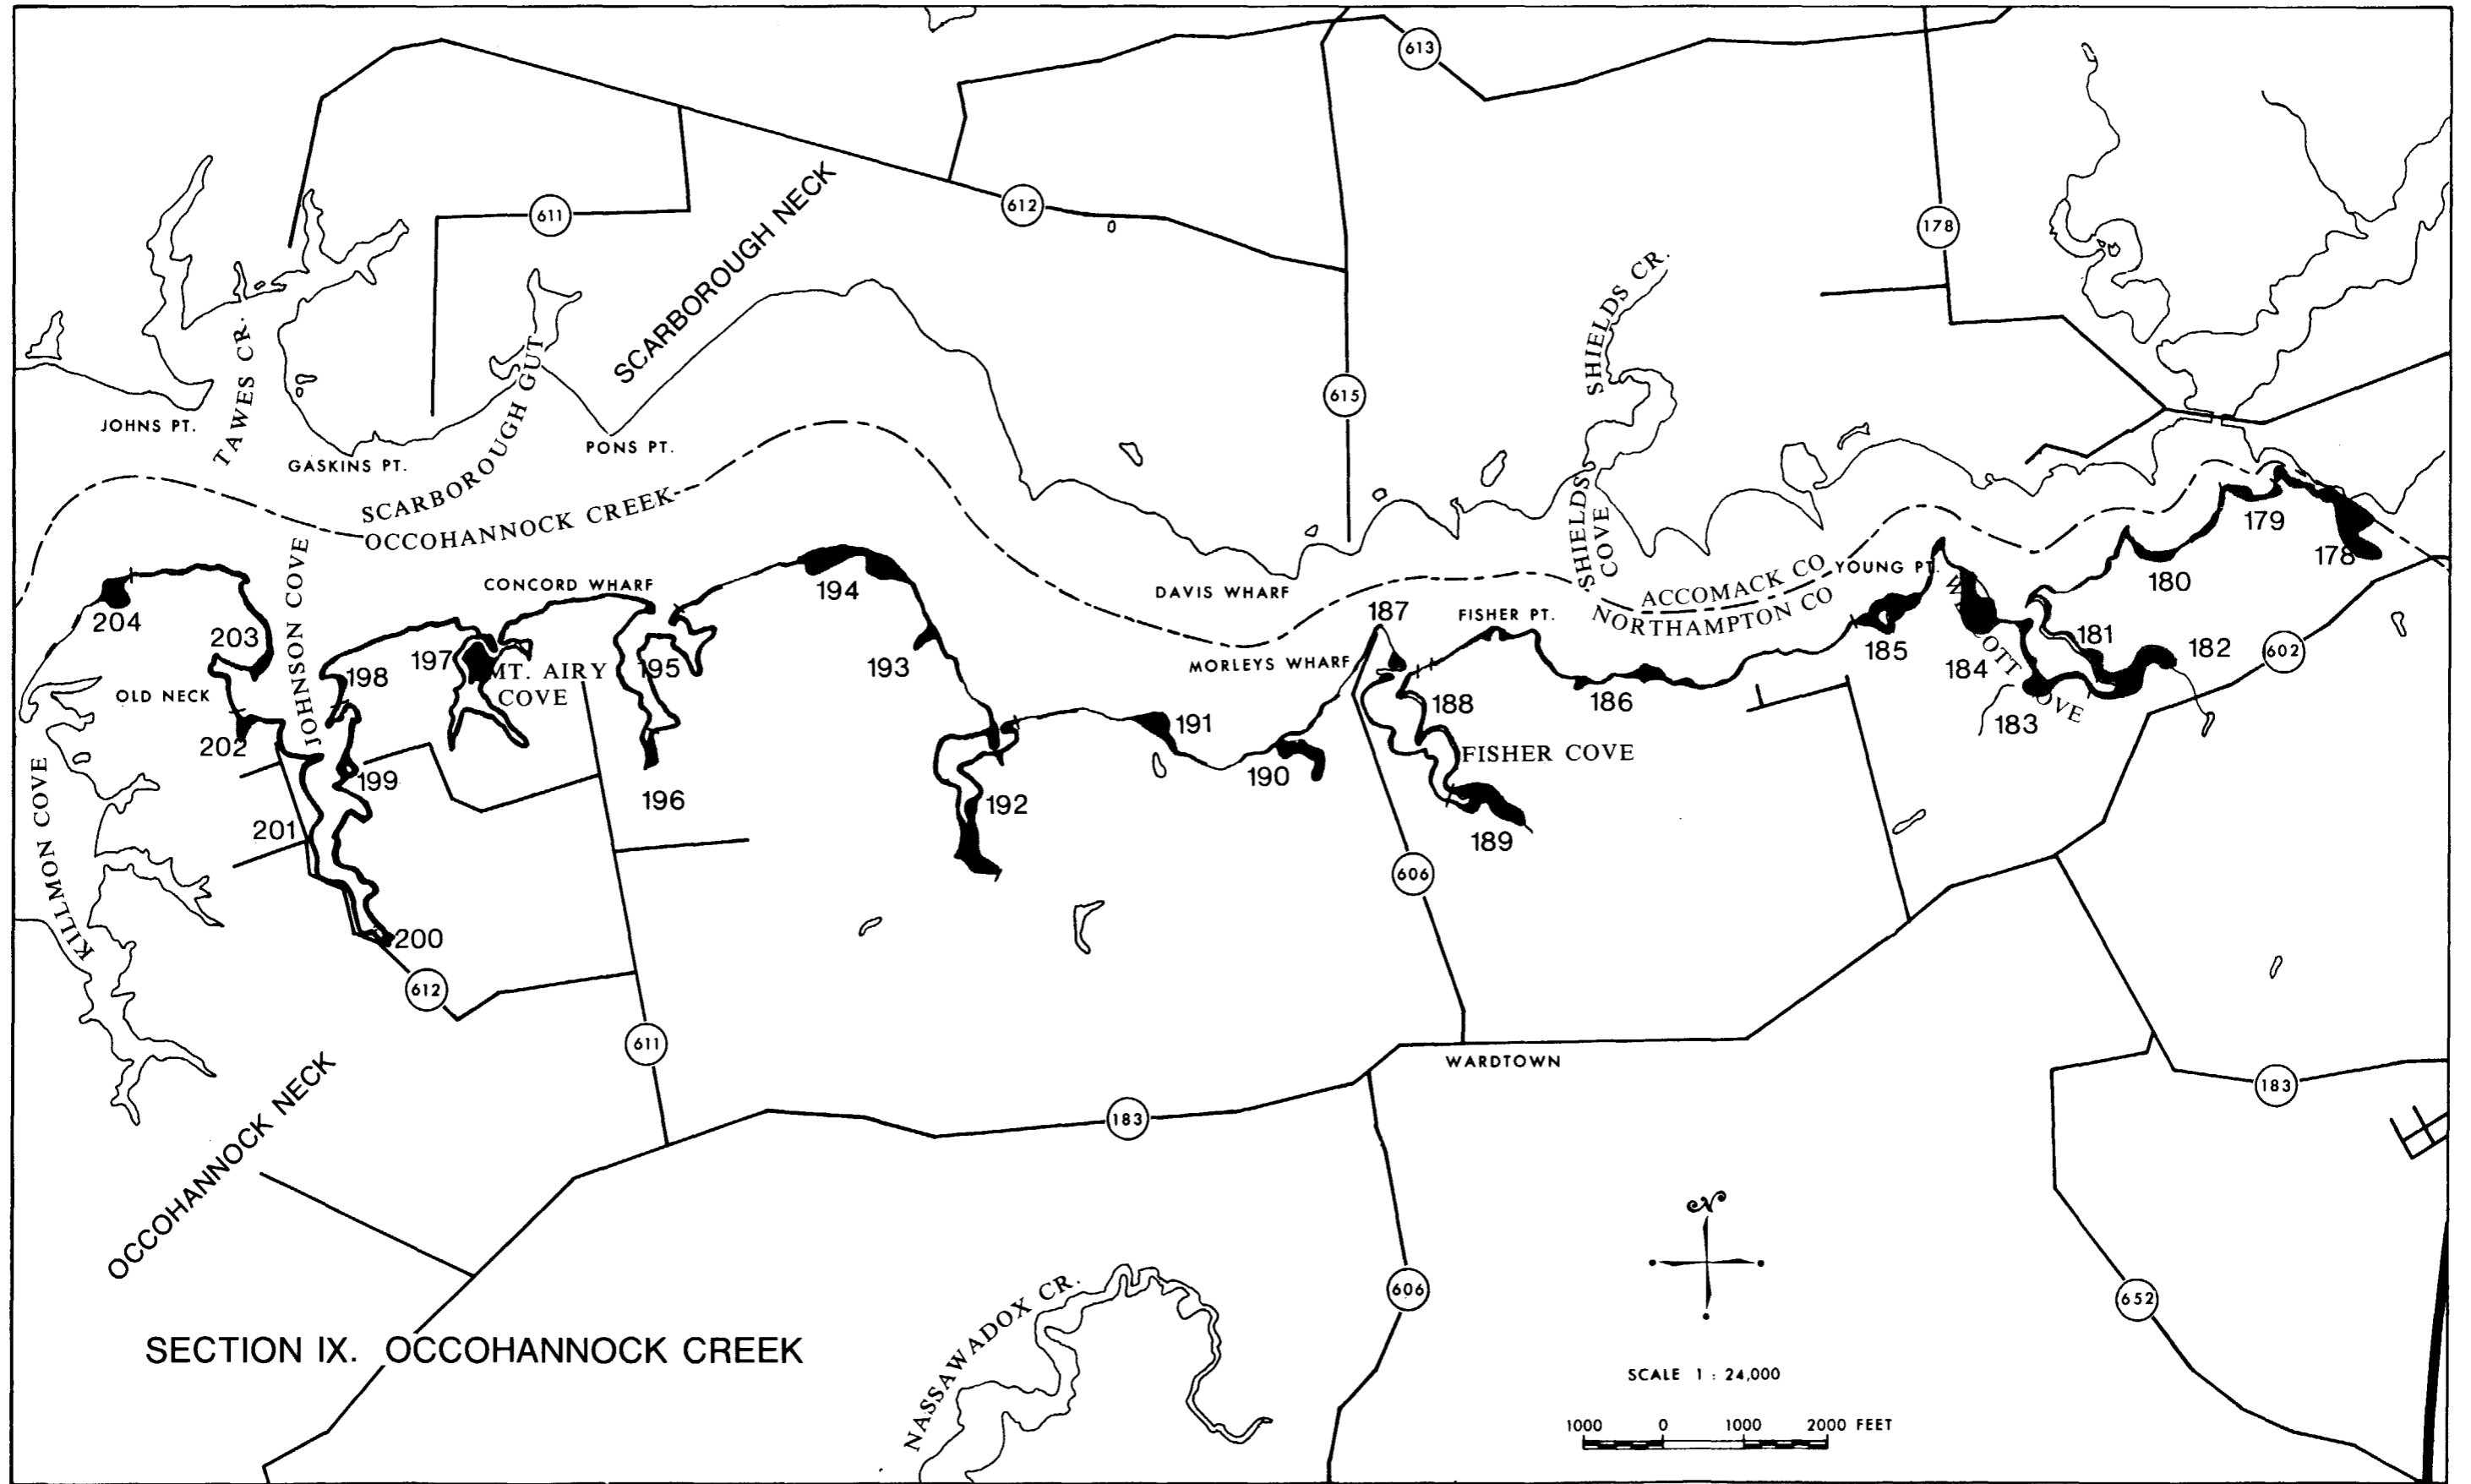 613
611
612
178
SCARBOROUGH NECK
SHIELDS CR.
TAWES CR.
615
JOHNS PT.
GASKINS PT.
SCARBOROUGH GUT
PONS PT.
OCCOHANNOCK CREEK
SHIELDS
COVE
179
178
180
JOHNSON COVE
CONCORD WHARF
194
DAVIS WHARF
ACCOMACK CO
NORTHAMPTON CO
YOUNG PT.
204
203
187
FISHER PT.
185
181
182
602
OLD NECK
198
197
MT. AIRY
COVE
195
193
MORLEYS WHARF
188
186
184
183
202
191
190
FISHER COVE
199
196
192
189
201
KILLMON COVE
606
200
612
611
WARDTOWN
183
183
OCCOHANNOCK NECK
N
606
652
NASSAWADOX CR.
SECTION IX. OCCOHANNOCK CREEK
SCALE 1 : 24,000
1000 0 1000 2000 FEET